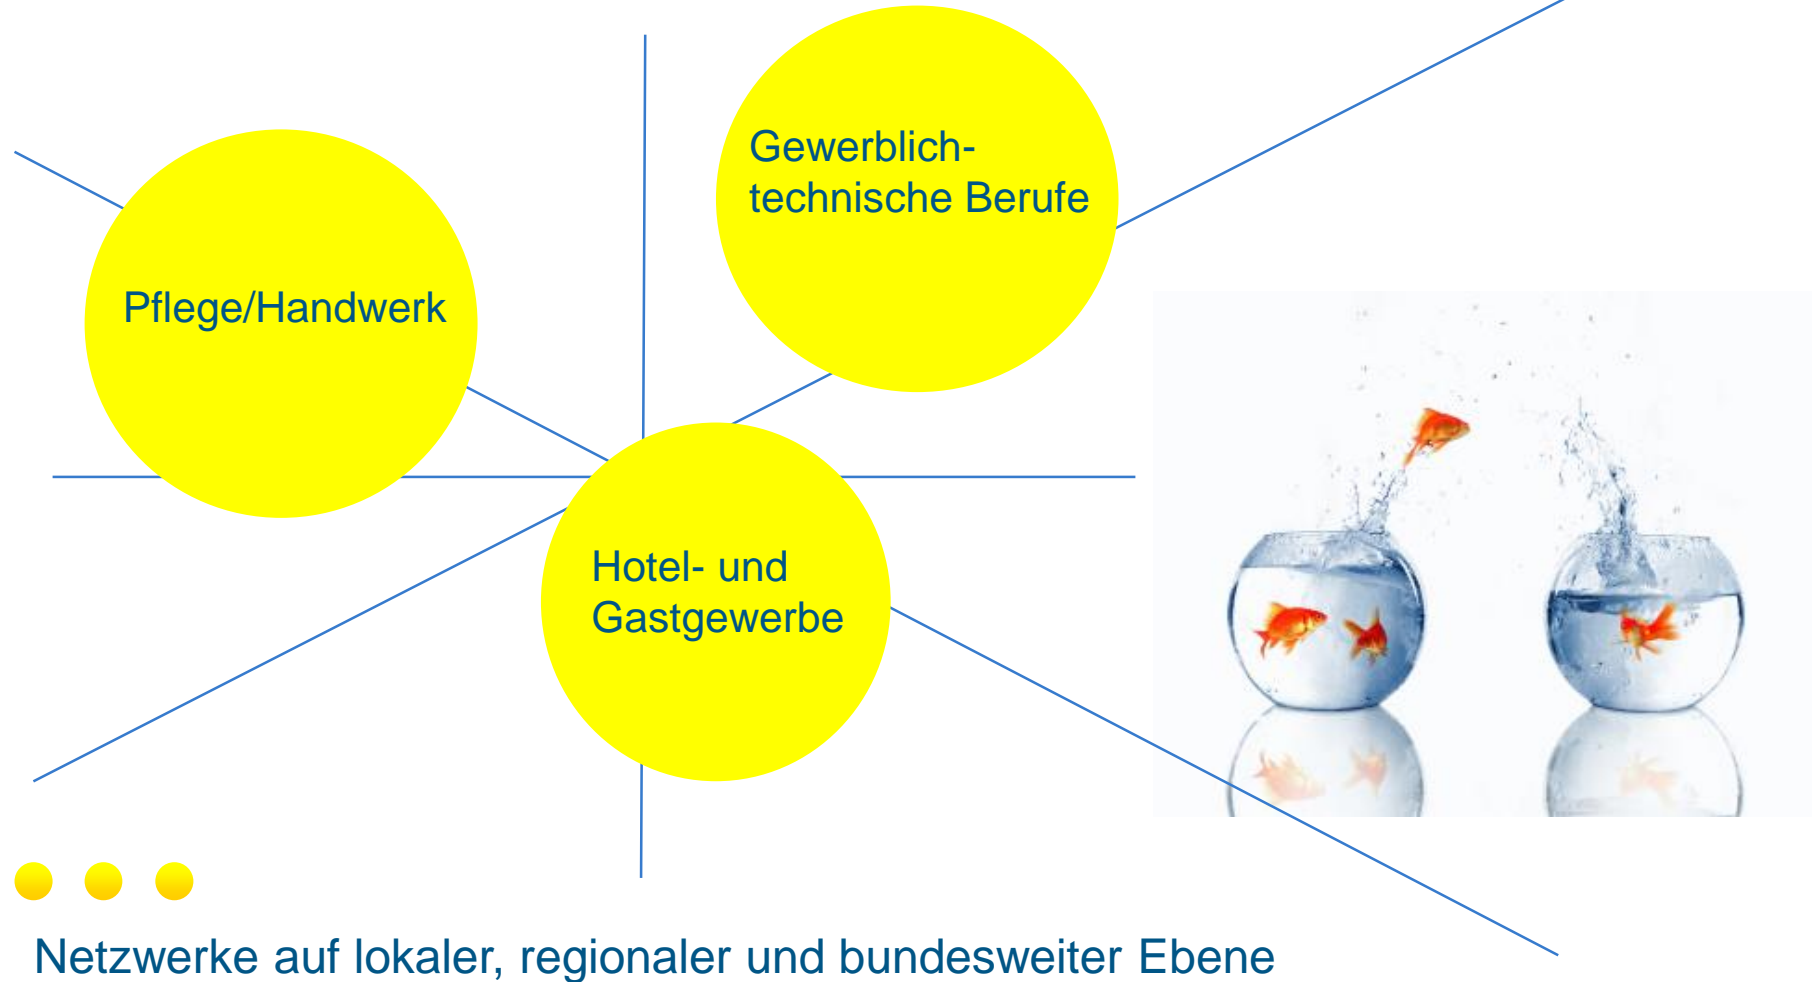 Gewerblich-
technische Berufe
Pflege/Handwerk
Hotel- und
Gastgewerbe
Netzwerke auf lokaler, regionaler und bundesweiter Ebene